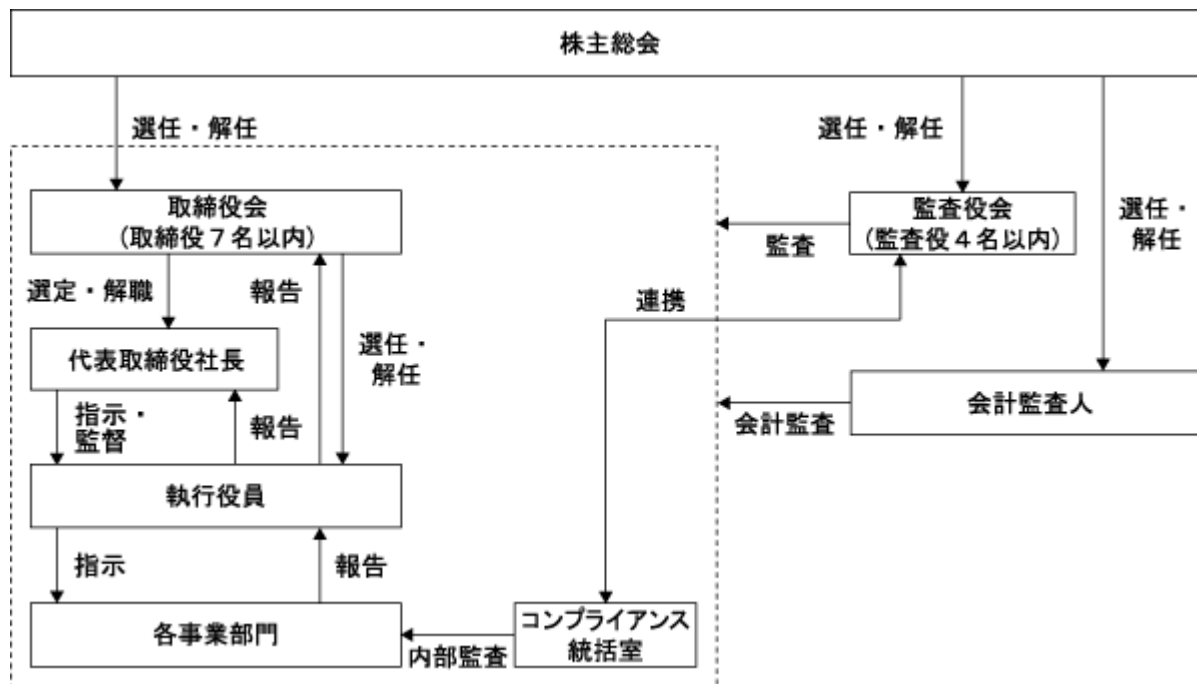 株主総会
選任・解任
選任・解任
選任・
解任
取締役会
（取締役７名以内）
監査役会
（監査役４名以内）
監査
選定・解職
報告
選任・
解任
連携
代表取締役社長
指示・
監督
報告
会計監査人
会計監査
執行役員
指示
報告
各事業部門
内部監査
コンプライアンス
統括室